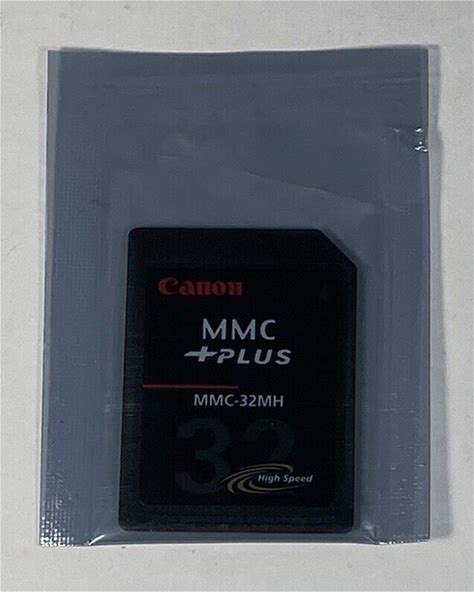 Canon
MMC
+PLUS
MMC-32MH
32
High Speed